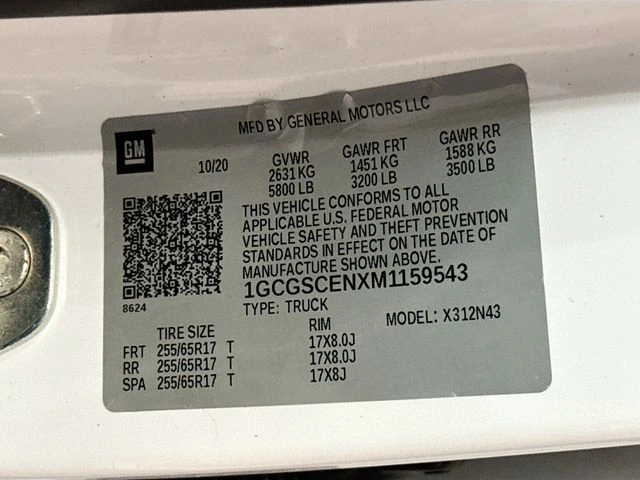 MFD BY GENERAL MOTORS LLC
GM
10/20 GVWR GAWR FRT GAWR RR
2631 KG 1451 KG 1588 KG
5800 LB 3200 LB 3500 LB
THIS VEHICLE CONFORMS TO ALL
APPLICABLE U.S. FEDERAL MOTOR
VEHICLE SAFETY AND THEFT PREVENTION
STANDARDS IN EFFECT ON THE DATE OF
MANUFACTURE SHOWN ABOVE.
1GCGSCENXM1159543
8624
TYPE: TRUCK MODEL: X312N43
TIRE SIZE RIM
FRT 255/65R17 T 17X8.0J
RR 255/65R17 T 17X8.0J
SPA 255/65R17 T 17X8J